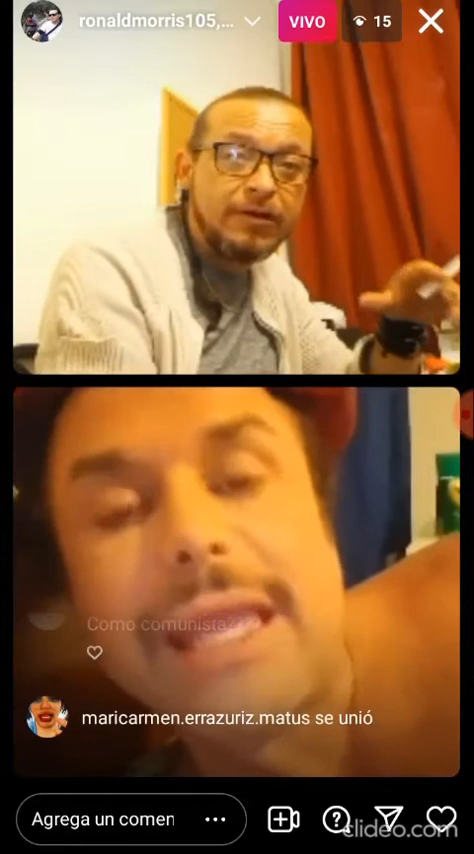 ronaldmorris105,...
VIVO
15
Como comunista
maricarmen.errazuriz.matus se unió
Agrega un comen
clideo.com